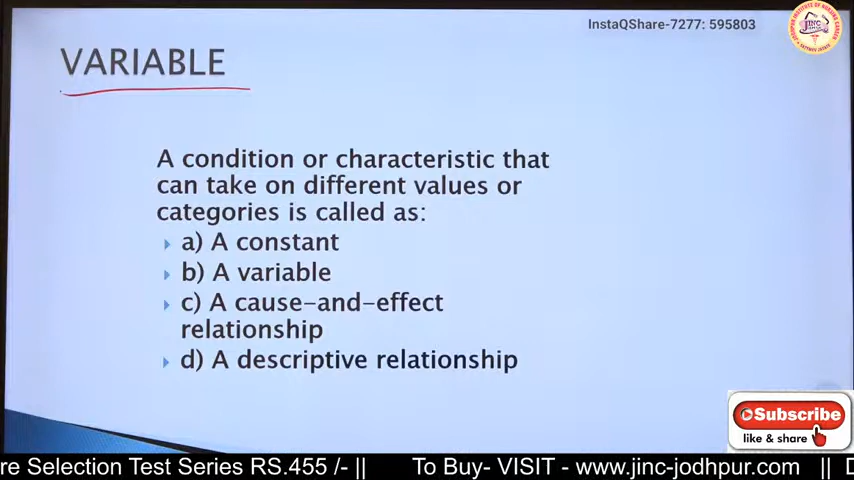 InstaQShare-7277: 595803
VARIABLE
A condition or characteristic that
can take on different values or
categories is called as:
a) A constant
b) A variable
c) A cause-and-effect
relationship
d) A descriptive relationship
Subscribe
like & share
re Selection Test Series RS.455 /- || To Buy- VISIT - www.jinc-jodhpur.com || D